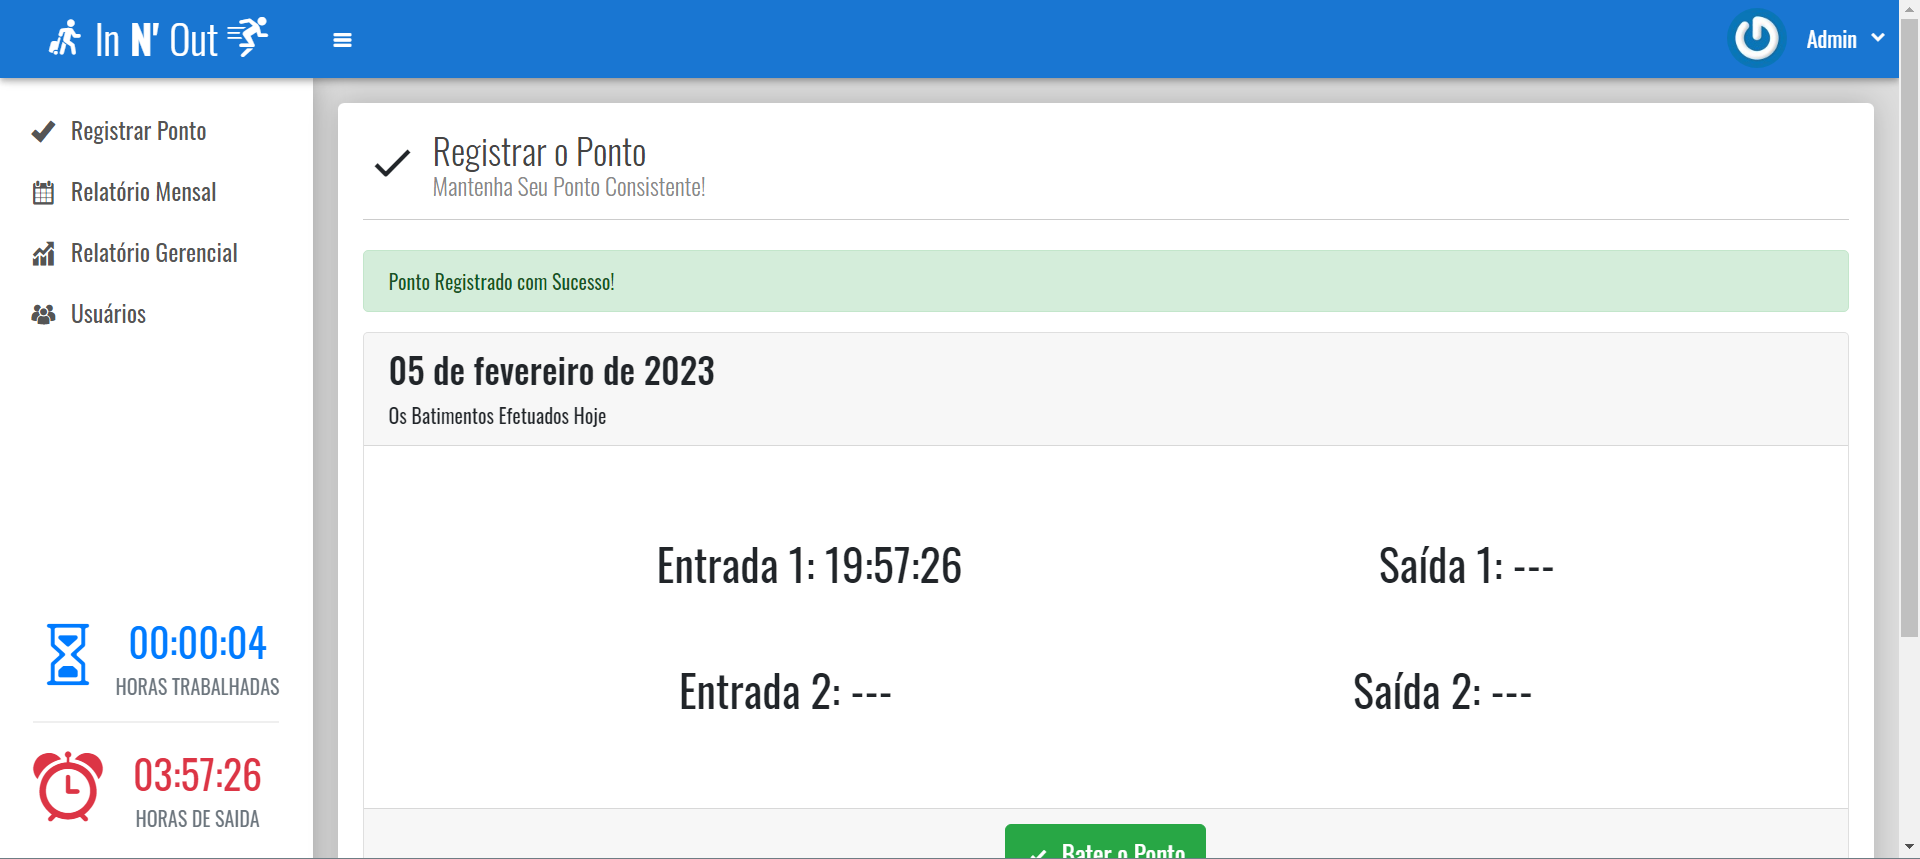 In N' Out
Admin
Registrar Ponto
Relatório Mensal
Relatório Gerencial
Usuários
00:00:04
HORAS TRABALHADAS
03:57:26
HORAS DE SAIDA
Registrar o Ponto
Mantenha Seu Ponto Consistente!
Ponto Registrado com Sucesso!
05 de fevereiro de 2023
Os Batimentos Efetuados Hoje
Entrada 1: 19:57:26
Saída 1: ---
Entrada 2: ---
Saída 2: ---
Bater o Ponto